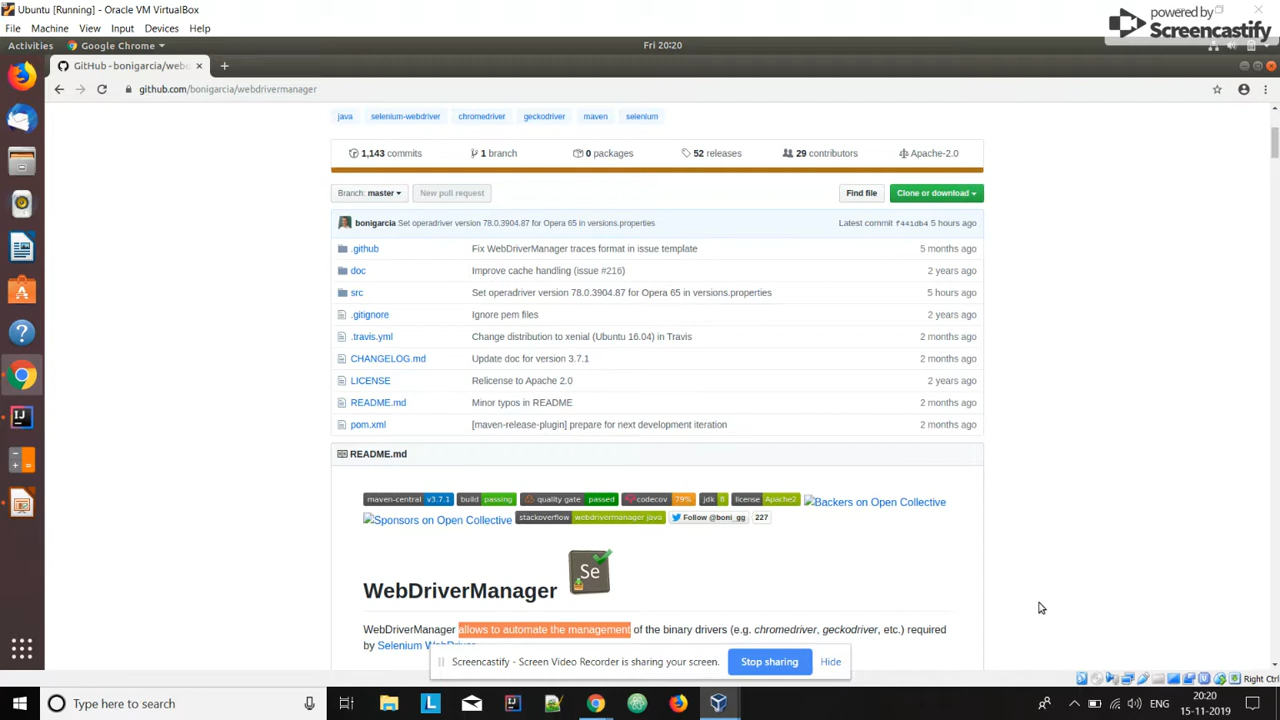 Ubuntu [Running] - Oracle VM VirtualBox
powered by
Screencastify
File Machine View Input Devices Help
Activities Google Chrome Fri 20:20
GitHub - bonigarcia/web
github.com/bonigarcia/webdrivermanager
java selenium-webdriver chromedriver geckodriver maven selenium
1,143 commits 1 branch 0 packages 52 releases 29 contributors Apache-2.0
Branch: master New pull request Find file Clone or download
bonigarcia Set operadriver version 78.0.3904.87 for Opera 65 in versions.properties Latest commit f441db4 5 hours ago
.github Fix WebDriverManager traces format in issue template 5 months ago
doc Improve cache handling (issue #216) 2 years ago
src Set operadriver version 78.0.3904.87 for Opera 65 in versions.properties 5 hours ago
.gitignore Ignore pem files 2 years ago
.travis.yml Change distribution to xenial (Ubuntu 16.04) in Travis 2 months ago
CHANGELOG.md Update doc for version 3.7.1 2 months ago
LICENSE Relicense to Apache 2.0 2 years ago
README.md Minor typos in README 2 months ago
pom.xml [maven-release-plugin] prepare for next development iteration 2 months ago
README.md
maven-central v3.7.1 build passing quality gate passed codecov 79% jdk 8 license Apache2 Backers on Open Collective
Sponsors on Open Collective stackoverflow webdrivermanager java Follow @boni_gg 227
WebDriverManager Se
WebDriverManager allows to automate the management of the binary drivers (e.g. chromedriver, geckodriver, etc.) required
by Selenium
Screencastify - Screen Video Recorder is sharing your screen. Stop sharing Hide
Right Ctrl
Type here to search
ENG 20:20
15-11-2019